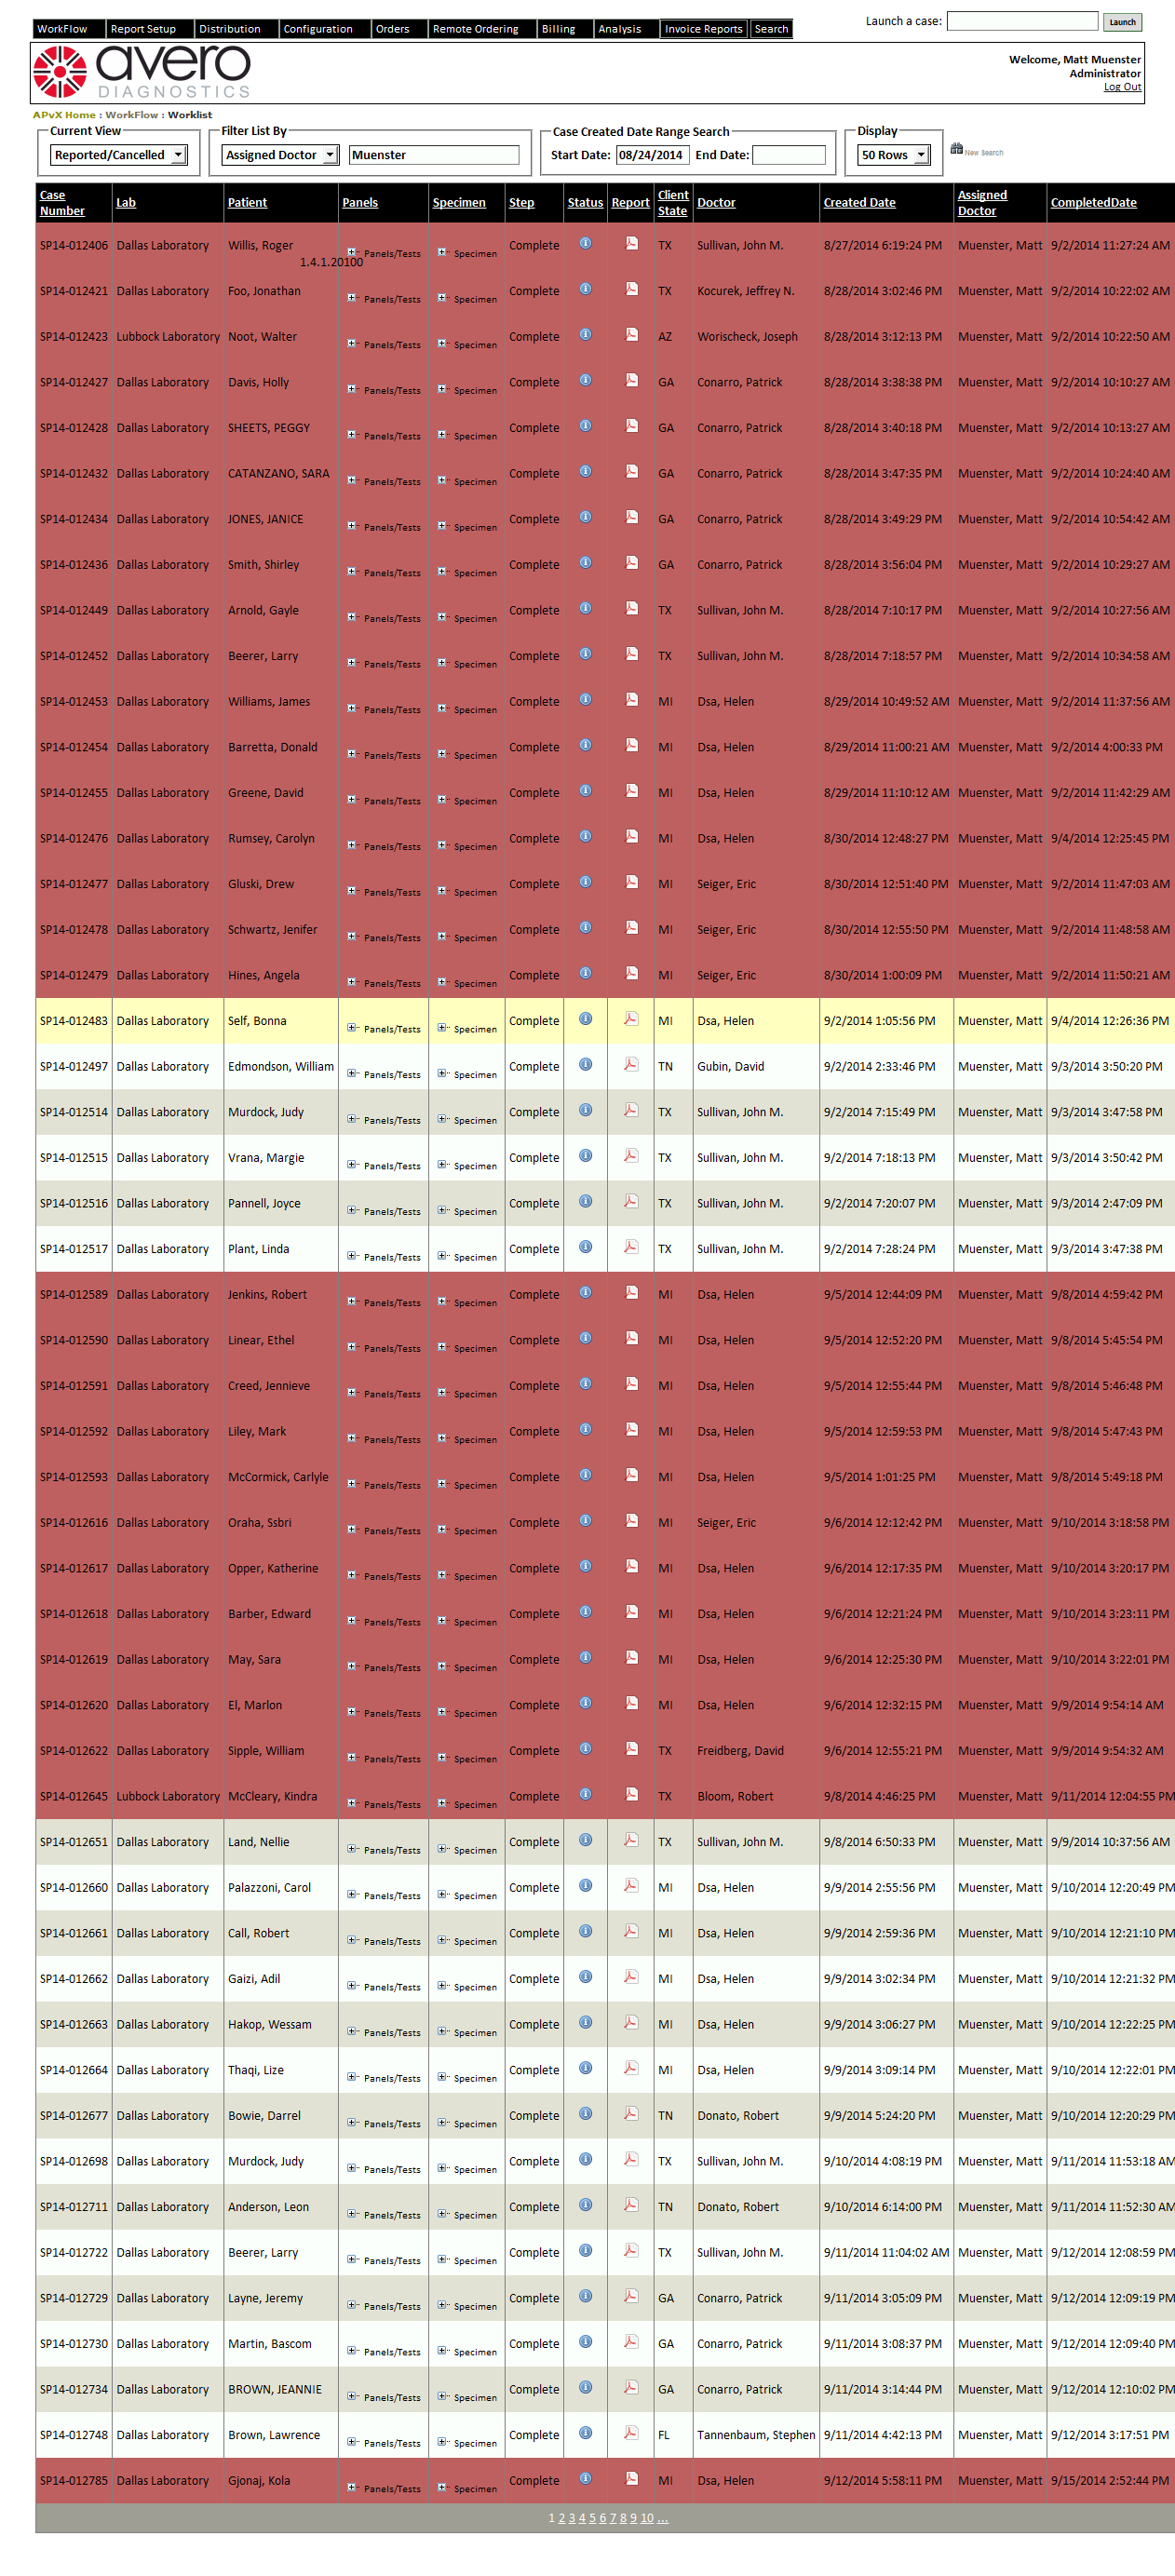 WorkFlow Report Setup Distribution Configuration Orders Remote Ordering Billing Analysis Invoice Reports Search Launch a case: Launch
avero
DIAGNOSTICS
Welcome, Matt Muenster
Administrator
Log Out
APvX Home : WorkFlow : Worklist
Current View Filter List By Case Created Date Range Search Display
Reported/Cancelled Assigned Doctor Muenster Start Date: 08/24/2014 End Date: 50 Rows New Search
Case Number Lab Patient Panels Specimen Step Status Report Client State Doctor Created Date Assigned Doctor CompletedDate
SP14-012406 Dallas Laboratory Willis, Roger Panels/Tests Specimen Complete TX Sullivan, John M. 8/27/2014 6:19:24 PM Muenster, Matt 9/2/2014 11:27:24 AM
1.4.1.20100
SP14-012421 Dallas Laboratory Foo, Jonathan Panels/Tests Specimen Complete TX Kocurek, Jeffrey N. 8/28/2014 3:02:46 PM Muenster, Matt 9/2/2014 10:22:02 AM
SP14-012423 Lubbock Laboratory Noot, Walter Panels/Tests Specimen Complete AZ Worischeck, Joseph 8/28/2014 3:12:13 PM Muenster, Matt 9/2/2014 10:22:50 AM
SP14-012427 Dallas Laboratory Davis, Holly Panels/Tests Specimen Complete GA Conarro, Patrick 8/28/2014 3:38:38 PM Muenster, Matt 9/2/2014 10:10:27 AM
SP14-012428 Dallas Laboratory SHEETS, PEGGY Panels/Tests Specimen Complete GA Conarro, Patrick 8/28/2014 3:40:18 PM Muenster, Matt 9/2/2014 10:13:27 AM
SP14-012432 Dallas Laboratory CATANZANO, SARA Panels/Tests Specimen Complete GA Conarro, Patrick 8/28/2014 3:47:35 PM Muenster, Matt 9/2/2014 10:24:40 AM
SP14-012434 Dallas Laboratory JONES, JANICE Panels/Tests Specimen Complete GA Conarro, Patrick 8/28/2014 3:49:29 PM Muenster, Matt 9/2/2014 10:54:42 AM
SP14-012436 Dallas Laboratory Smith, Shirley Panels/Tests Specimen Complete GA Conarro, Patrick 8/28/2014 3:56:04 PM Muenster, Matt 9/2/2014 10:29:27 AM
SP14-012449 Dallas Laboratory Arnold, Gayle Panels/Tests Specimen Complete TX Sullivan, John M. 8/28/2014 7:10:17 PM Muenster, Matt 9/2/2014 10:27:56 AM
SP14-012452 Dallas Laboratory Beerer, Larry Panels/Tests Specimen Complete TX Sullivan, John M. 8/28/2014 7:18:57 PM Muenster, Matt 9/2/2014 10:34:58 AM
SP14-012453 Dallas Laboratory Williams, James Panels/Tests Specimen Complete MI Dsa, Helen 8/29/2014 10:49:52 AM Muenster, Matt 9/2/2014 11:37:56 AM
SP14-012454 Dallas Laboratory Barretta, Donald Panels/Tests Specimen Complete MI Dsa, Helen 8/29/2014 11:00:21 AM Muenster, Matt 9/2/2014 4:00:33 PM
SP14-012455 Dallas Laboratory Greene, David Panels/Tests Specimen Complete MI Dsa, Helen 8/29/2014 11:10:12 AM Muenster, Matt 9/2/2014 11:42:29 AM
SP14-012476 Dallas Laboratory Rumsey, Carolyn Panels/Tests Specimen Complete MI Dsa, Helen 8/30/2014 12:48:27 PM Muenster, Matt 9/4/2014 12:25:45 PM
SP14-012477 Dallas Laboratory Gluski, Drew Panels/Tests Specimen Complete MI Seiger, Eric 8/30/2014 12:51:40 PM Muenster, Matt 9/2/2014 11:47:03 AM
SP14-012478 Dallas Laboratory Schwartz, Jenifer Panels/Tests Specimen Complete MI Seiger, Eric 8/30/2014 12:55:50 PM Muenster, Matt 9/2/2014 11:48:58 AM
SP14-012479 Dallas Laboratory Hines, Angela Panels/Tests Specimen Complete MI Seiger, Eric 8/30/2014 1:00:09 PM Muenster, Matt 9/2/2014 11:50:21 AM
SP14-012483 Dallas Laboratory Self, Bonna Panels/Tests Specimen Complete MI Dsa, Helen 9/2/2014 1:05:56 PM Muenster, Matt 9/4/2014 12:26:36 PM
SP14-012497 Dallas Laboratory Edmondson, William Panels/Tests Specimen Complete TN Gubin, David 9/2/2014 2:33:46 PM Muenster, Matt 9/3/2014 3:50:20 PM
SP14-012514 Dallas Laboratory Murdock, Judy Panels/Tests Specimen Complete TX Sullivan, John M. 9/2/2014 7:15:49 PM Muenster, Matt 9/3/2014 3:47:58 PM
SP14-012515 Dallas Laboratory Vrana, Margie Panels/Tests Specimen Complete TX Sullivan, John M. 9/2/2014 7:18:13 PM Muenster, Matt 9/3/2014 3:50:42 PM
SP14-012516 Dallas Laboratory Pannell, Joyce Panels/Tests Specimen Complete TX Sullivan, John M. 9/2/2014 7:20:07 PM Muenster, Matt 9/3/2014 2:47:09 PM
SP14-012517 Dallas Laboratory Plant, Linda Panels/Tests Specimen Complete TX Sullivan, John M. 9/2/2014 7:28:24 PM Muenster, Matt 9/3/2014 3:47:38 PM
SP14-012589 Dallas Laboratory Jenkins, Robert Panels/Tests Specimen Complete MI Dsa, Helen 9/5/2014 12:44:09 PM Muenster, Matt 9/8/2014 4:59:42 PM
SP14-012590 Dallas Laboratory Linear, Ethel Panels/Tests Specimen Complete MI Dsa, Helen 9/5/2014 12:52:20 PM Muenster, Matt 9/8/2014 5:45:54 PM
SP14-012591 Dallas Laboratory Creed, Jennieve Panels/Tests Specimen Complete MI Dsa, Helen 9/5/2014 12:55:44 PM Muenster, Matt 9/8/2014 5:46:48 PM
SP14-012592 Dallas Laboratory Liley, Mark Panels/Tests Specimen Complete MI Dsa, Helen 9/5/2014 12:59:53 PM Muenster, Matt 9/8/2014 5:47:43 PM
SP14-012593 Dallas Laboratory McCormick, Carlyle Panels/Tests Specimen Complete MI Dsa, Helen 9/5/2014 1:01:25 PM Muenster, Matt 9/8/2014 5:49:18 PM
SP14-012616 Dallas Laboratory Oraha, Ssbri Panels/Tests Specimen Complete MI Seiger, Eric 9/6/2014 12:12:42 PM Muenster, Matt 9/10/2014 3:18:58 PM
SP14-012617 Dallas Laboratory Opper, Katherine Panels/Tests Specimen Complete MI Dsa, Helen 9/6/2014 12:17:35 PM Muenster, Matt 9/10/2014 3:20:17 PM
SP14-012618 Dallas Laboratory Barber, Edward Panels/Tests Specimen Complete MI Dsa, Helen 9/6/2014 12:21:24 PM Muenster, Matt 9/10/2014 3:23:11 PM
SP14-012619 Dallas Laboratory May, Sara Panels/Tests Specimen Complete MI Dsa, Helen 9/6/2014 12:25:30 PM Muenster, Matt 9/10/2014 3:22:01 PM
SP14-012620 Dallas Laboratory El, Marlon Panels/Tests Specimen Complete MI Dsa, Helen 9/6/2014 12:32:15 PM Muenster, Matt 9/9/2014 9:54:14 AM
SP14-012622 Dallas Laboratory Sipple, William Panels/Tests Specimen Complete TX Freidberg, David 9/6/2014 12:55:21 PM Muenster, Matt 9/9/2014 9:54:32 AM
SP14-012645 Lubbock Laboratory McCleary, Kindra Panels/Tests Specimen Complete TX Bloom, Robert 9/8/2014 4:46:25 PM Muenster, Matt 9/11/2014 12:04:55 PM
SP14-012651 Dallas Laboratory Land, Nellie Panels/Tests Specimen Complete TX Sullivan, John M. 9/8/2014 6:50:33 PM Muenster, Matt 9/9/2014 10:37:56 AM
SP14-012660 Dallas Laboratory Palazzoni, Carol Panels/Tests Specimen Complete MI Dsa, Helen 9/9/2014 2:55:56 PM Muenster, Matt 9/10/2014 12:20:49 PM
SP14-012661 Dallas Laboratory Call, Robert Panels/Tests Specimen Complete MI Dsa, Helen 9/9/2014 2:59:36 PM Muenster, Matt 9/10/2014 12:21:10 PM
SP14-012662 Dallas Laboratory Gaizi, Adil Panels/Tests Specimen Complete MI Dsa, Helen 9/9/2014 3:02:34 PM Muenster, Matt 9/10/2014 12:21:32 PM
SP14-012663 Dallas Laboratory Hakop, Wessam Panels/Tests Specimen Complete MI Dsa, Helen 9/9/2014 3:06:27 PM Muenster, Matt 9/10/2014 12:22:25 PM
SP14-012664 Dallas Laboratory Thaqi, Lize Panels/Tests Specimen Complete MI Dsa, Helen 9/9/2014 3:09:14 PM Muenster, Matt 9/10/2014 12:22:01 PM
SP14-012677 Dallas Laboratory Bowie, Darrel Panels/Tests Specimen Complete TN Donato, Robert 9/9/2014 5:24:20 PM Muenster, Matt 9/10/2014 12:20:29 PM
SP14-012698 Dallas Laboratory Murdock, Judy Panels/Tests Specimen Complete TX Sullivan, John M. 9/10/2014 4:08:19 PM Muenster, Matt 9/11/2014 11:53:18 AM
SP14-012711 Dallas Laboratory Anderson, Leon Panels/Tests Specimen Complete TN Donato, Robert 9/10/2014 6:14:00 PM Muenster, Matt 9/11/2014 11:52:30 AM
SP14-012722 Dallas Laboratory Beerer, Larry Panels/Tests Specimen Complete TX Sullivan, John M. 9/11/2014 11:04:02 AM Muenster, Matt 9/12/2014 12:08:59 PM
SP14-012729 Dallas Laboratory Layne, Jeremy Panels/Tests Specimen Complete GA Conarro, Patrick 9/11/2014 3:05:09 PM Muenster, Matt 9/12/2014 12:09:19 PM
SP14-012730 Dallas Laboratory Martin, Bascom Panels/Tests Specimen Complete GA Conarro, Patrick 9/11/2014 3:08:37 PM Muenster, Matt 9/12/2014 12:09:40 PM
SP14-012734 Dallas Laboratory BROWN, JEANNIE Panels/Tests Specimen Complete GA Conarro, Patrick 9/11/2014 3:14:44 PM Muenster, Matt 9/12/2014 12:10:02 PM
SP14-012748 Dallas Laboratory Brown, Lawrence Panels/Tests Specimen Complete FL Tannenbaum, Stephen 9/11/2014 4:42:13 PM Muenster, Matt 9/12/2014 3:17:51 PM
SP14-012785 Dallas Laboratory Gjonaj, Kola Panels/Tests Specimen Complete MI Dsa, Helen 9/12/2014 5:58:11 PM Muenster, Matt 9/15/2014 2:52:44 PM
1 2 3 4 5 6 7 8 9 10 ...